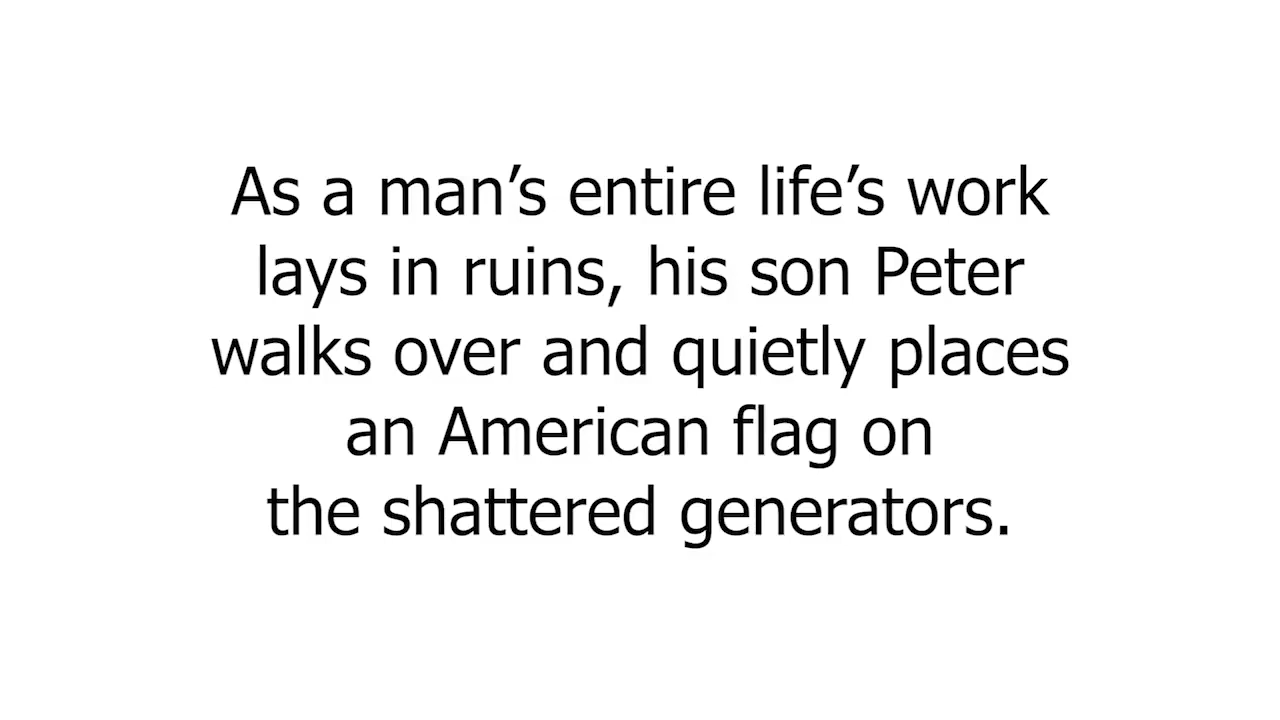 As a man’s entire life’s work
lays in ruins, his son Peter
walks over and quietly places
an American flag on
the shattered generators.